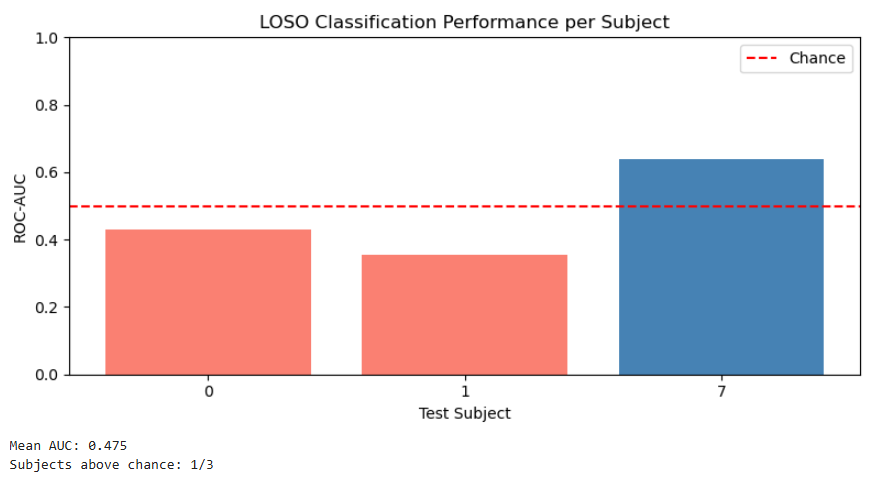 LOSO Classification Performance per Subject
1.0
Chance
0.8
0.6
ROC-AUC
0.4
0.2
0.0
0 1 7
Test Subject
Mean AUC: 0.475
Subjects above chance: 1/3